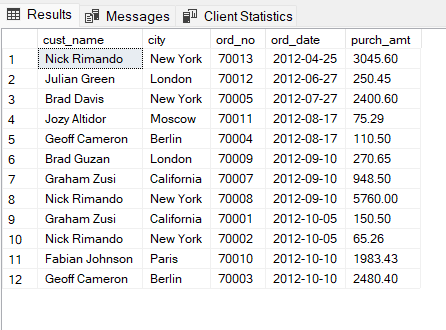 Results Messages Client Statistics
cust_name city ord_no ord_date purch_amt
1 Nick Rimando New York 70013 2012-04-25 3045.60
2 Julian Green London 70012 2012-06-27 250.45
3 Brad Davis New York 70005 2012-07-27 2400.60
4 Jozy Altidor Moscow 70011 2012-08-17 75.29
5 Geoff Cameron Berlin 70004 2012-08-17 110.50
6 Brad Guzan London 70009 2012-09-10 270.65
7 Graham Zusi California 70007 2012-09-10 948.50
8 Nick Rimando New York 70008 2012-09-10 5760.00
9 Graham Zusi California 70001 2012-10-05 150.50
10 Nick Rimando New York 70002 2012-10-05 65.26
11 Fabian Johnson Paris 70010 2012-10-10 1983.43
12 Geoff Cameron Berlin 70003 2012-10-10 2480.40